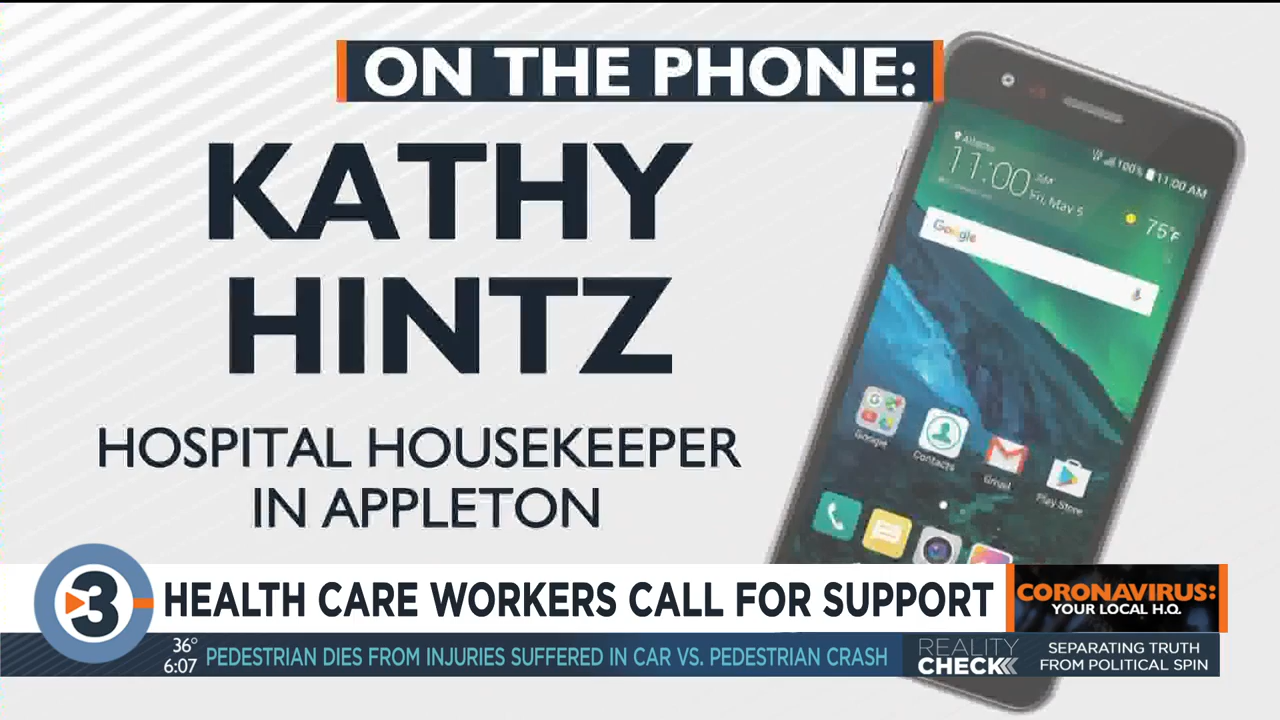 ON THE PHONE:
KATHY
HINTZ
HOSPITAL HOUSEKEEPER
IN APPLETON
Atlanta
100% 11:00 AM
11:00 AM
Fri, May 5
75°F
Google
Google
Contacts
Gmail
Play Store
3
HEALTH CARE WORKERS CALL FOR SUPPORT
CORONAVIRUS:
YOUR LOCAL H.Q.
36°
6:07
PEDESTRIAN DIES FROM INJURIES SUFFERED IN CAR VS. PEDESTRIAN CRASH
REALITY
CHECK
SEPARATING TRUTH
FROM POLITICAL SPIN